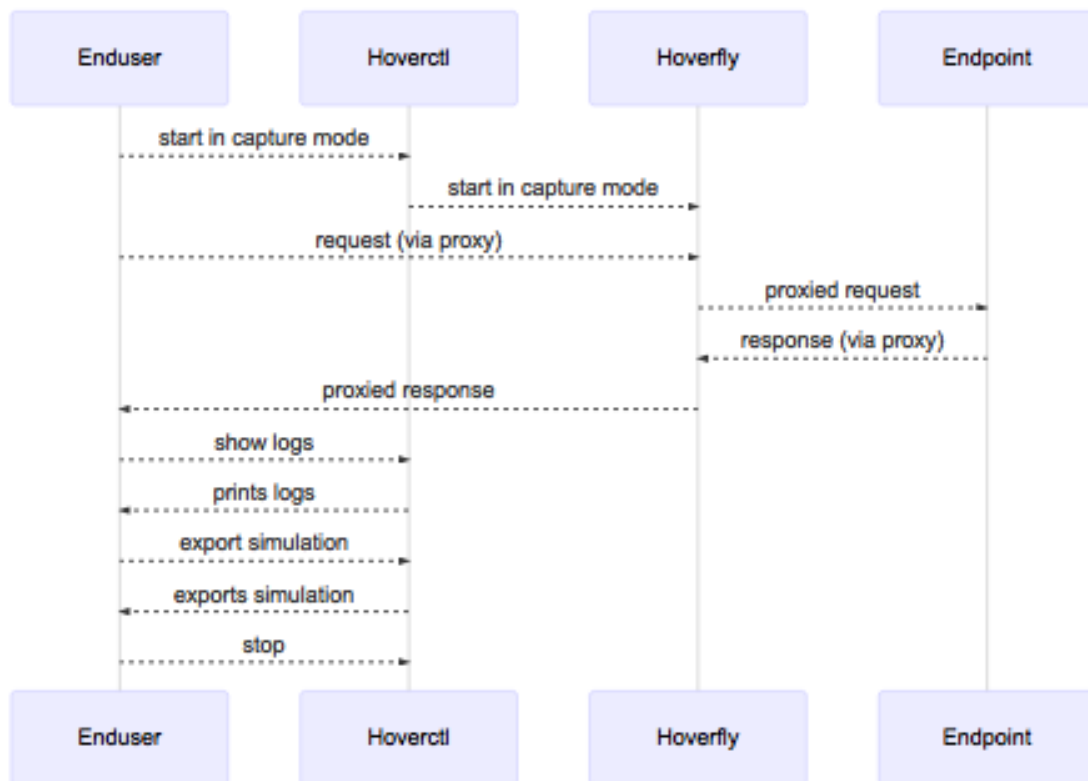 Enduser
Hoverctl
Hoverfly
Endpoint
start in capture mode
start in capture mode
request (via proxy)
proxied request
response (via proxy)
proxied response
show logs
prints logs
export simulation
exports simulation
stop
Enduser
Hoverctl
Hoverfly
Endpoint